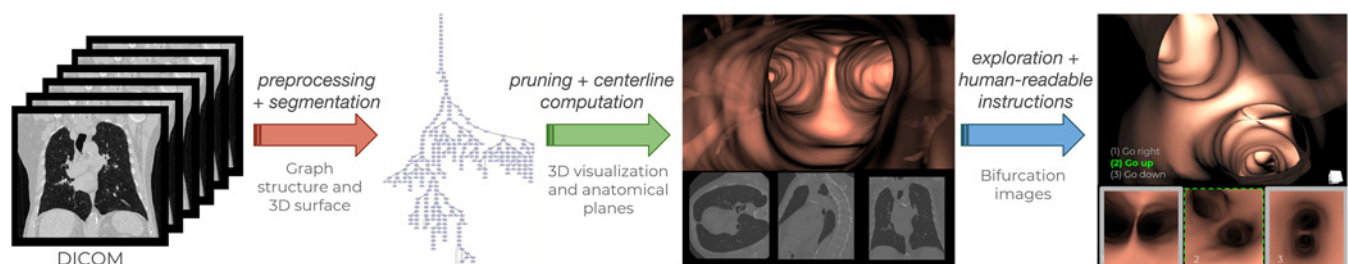 DICOM
preprocessing
+ segmentation
Graph
structure and
3D surface
pruning + centerline
computation
3D visualization
and anatomical
planes
exploration +
human-readable
instructions
Bifurcation
images
(1) Go right
(2) Go up
(3) Go down
2
3